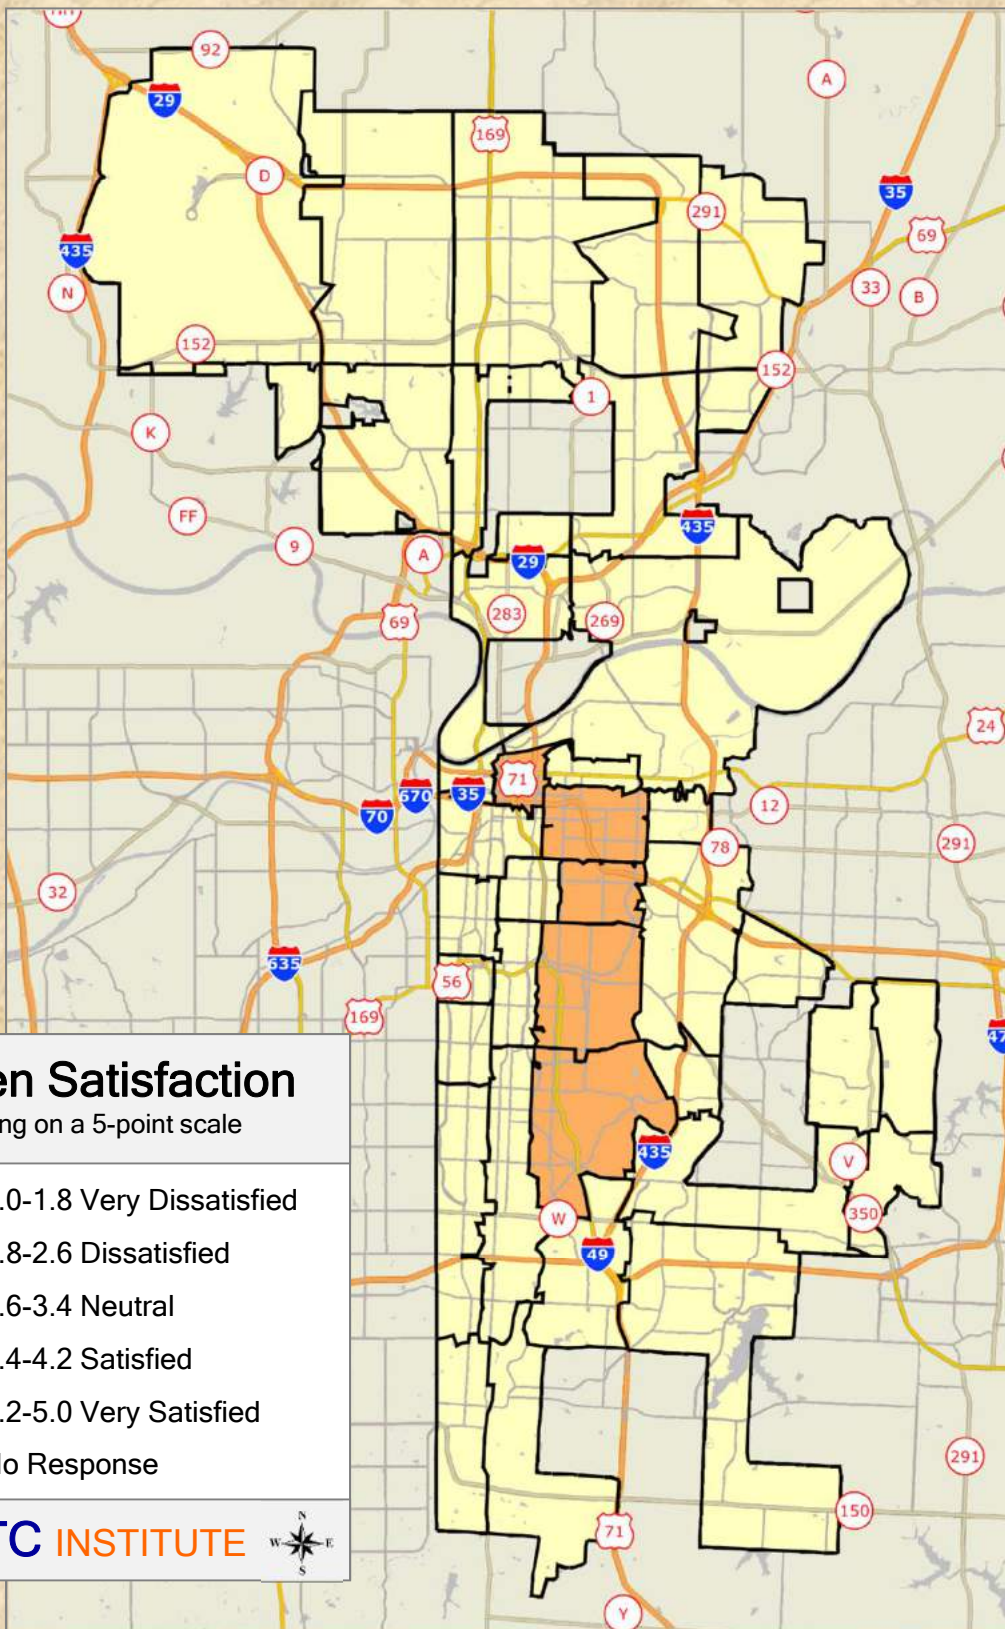 92
A
29
169
D
291
35
69
435
N
33
B
152
152
1
K
FF
9
A
435
29
69
283
269
24
71
670
35
70
12
78
291
32
635
56
169
47
en Satisfaction
ng on a 5-point scale
.0-1.8 Very Dissatisfied
.8-2.6 Dissatisfied
.6-3.4 Neutral
.4-4.2 Satisfied
.2-5.0 Very Satisfied
o Response
TC INSTITUTE
N
W
E
S
435
V
350
W
49
291
150
71
Y